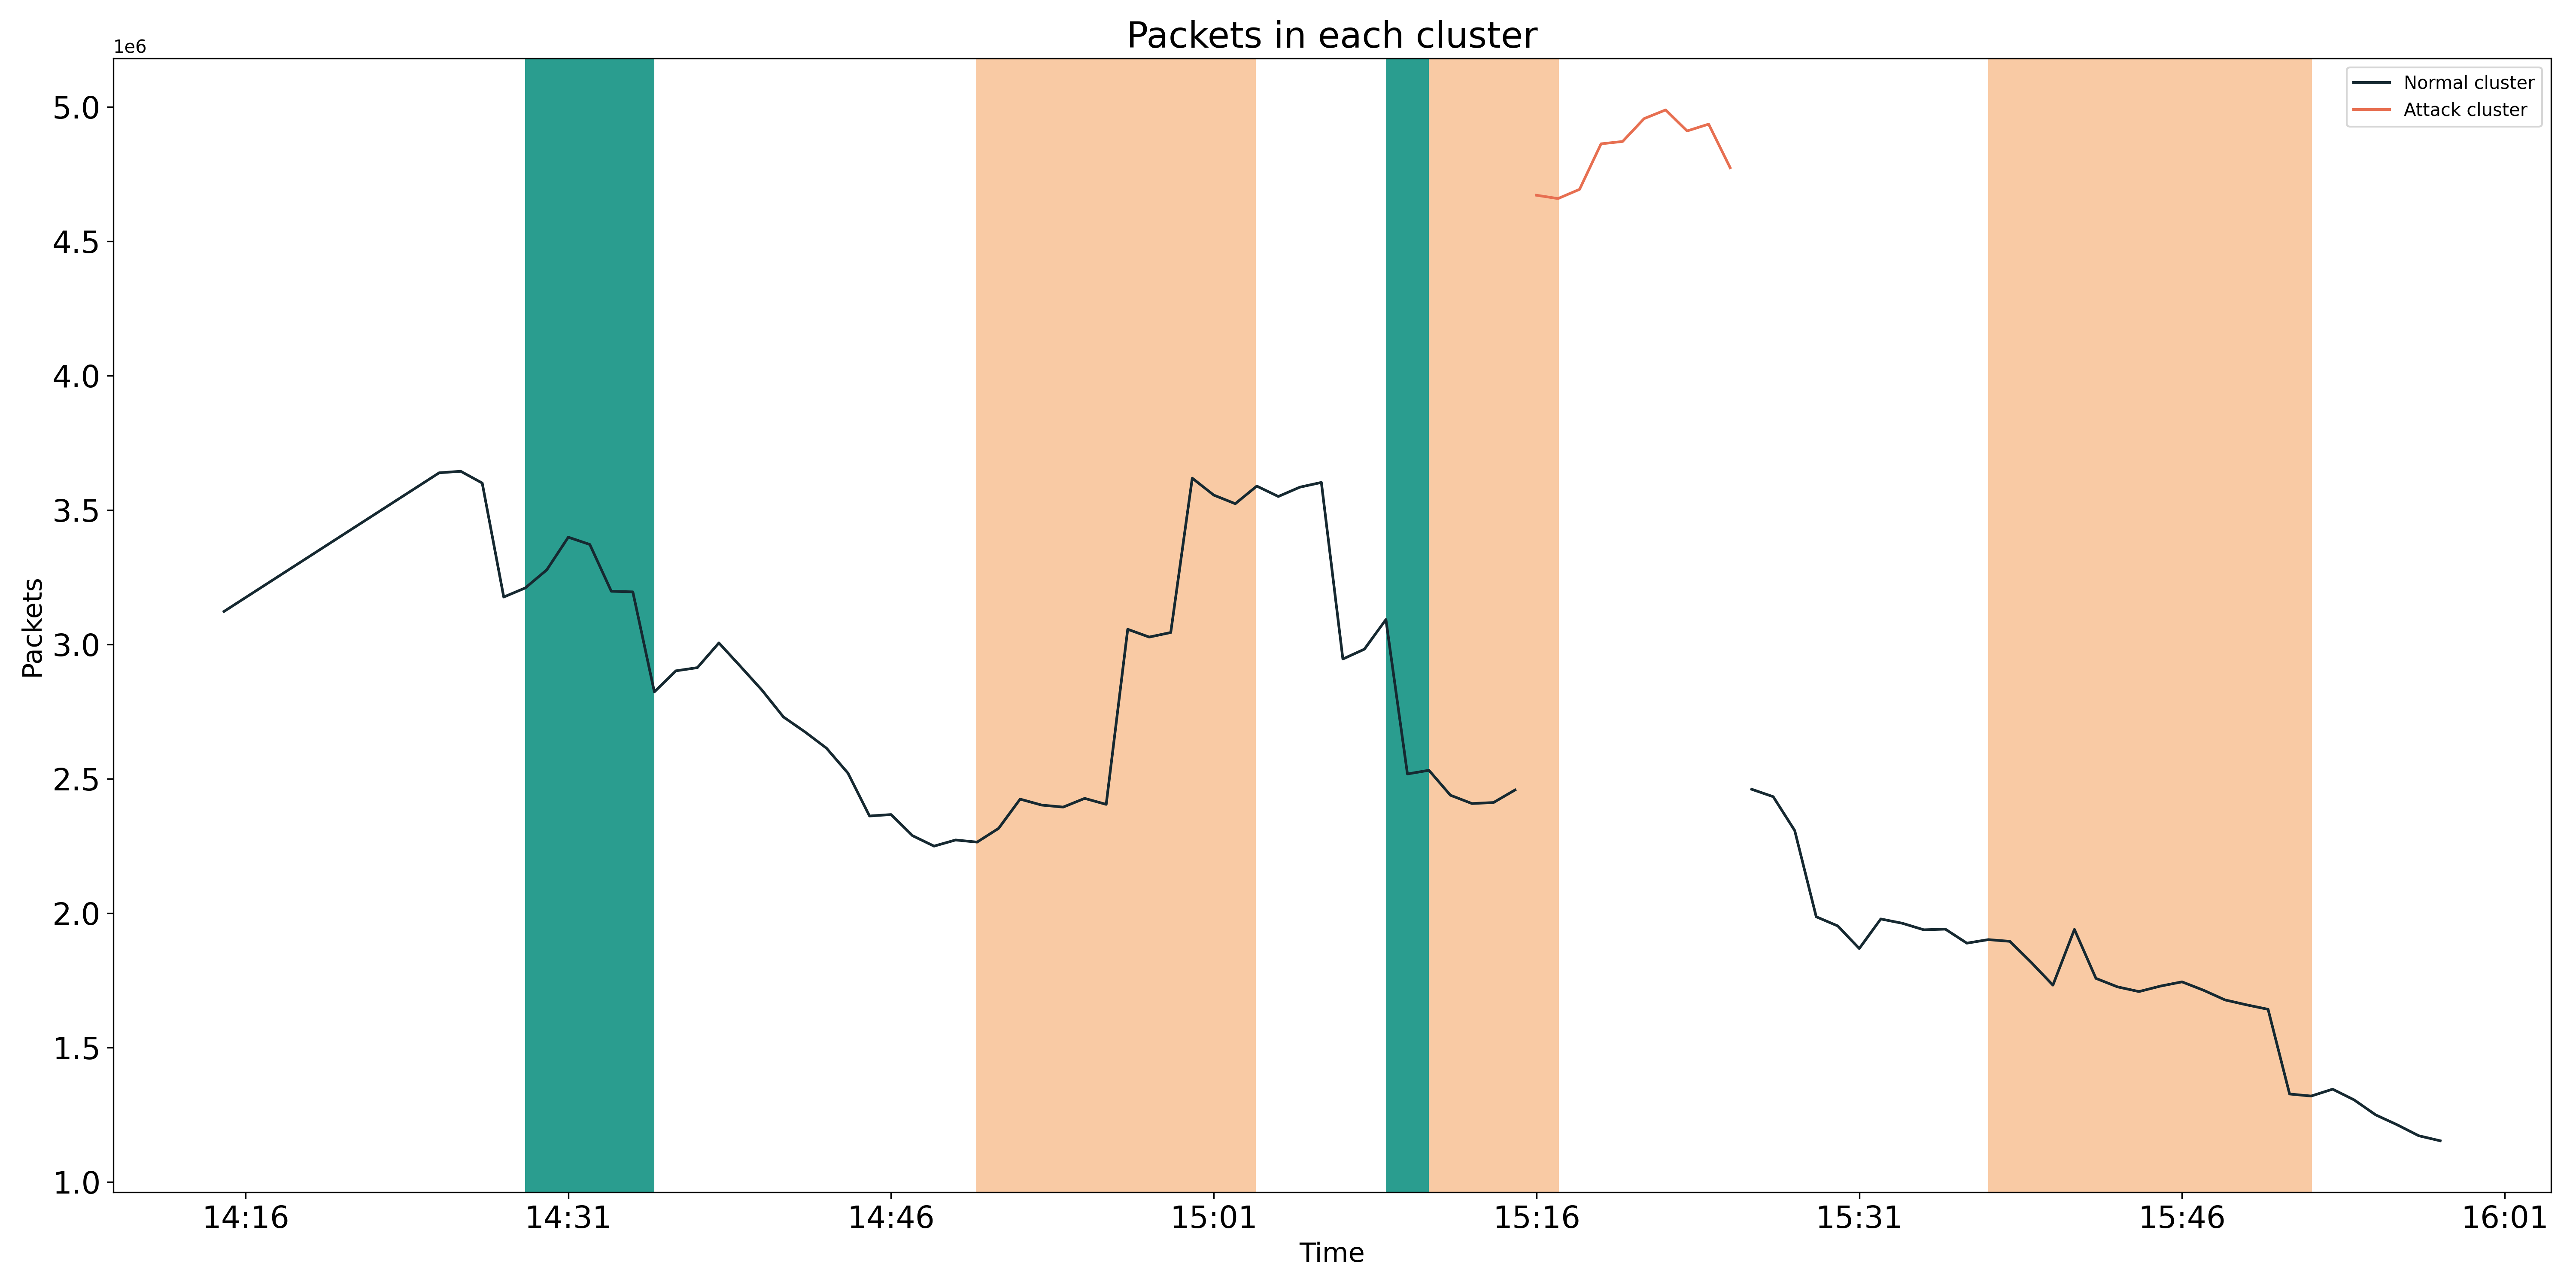 Packets in each cluster
1e6
Normal cluster
Attack cluster
5.0
4.5
4.0
3.5
3.0
2.5
2.0
1.5
1.0
Packets
14:16 14:31 14:46 15:01 15:16 15:31 15:46 16:01
Time